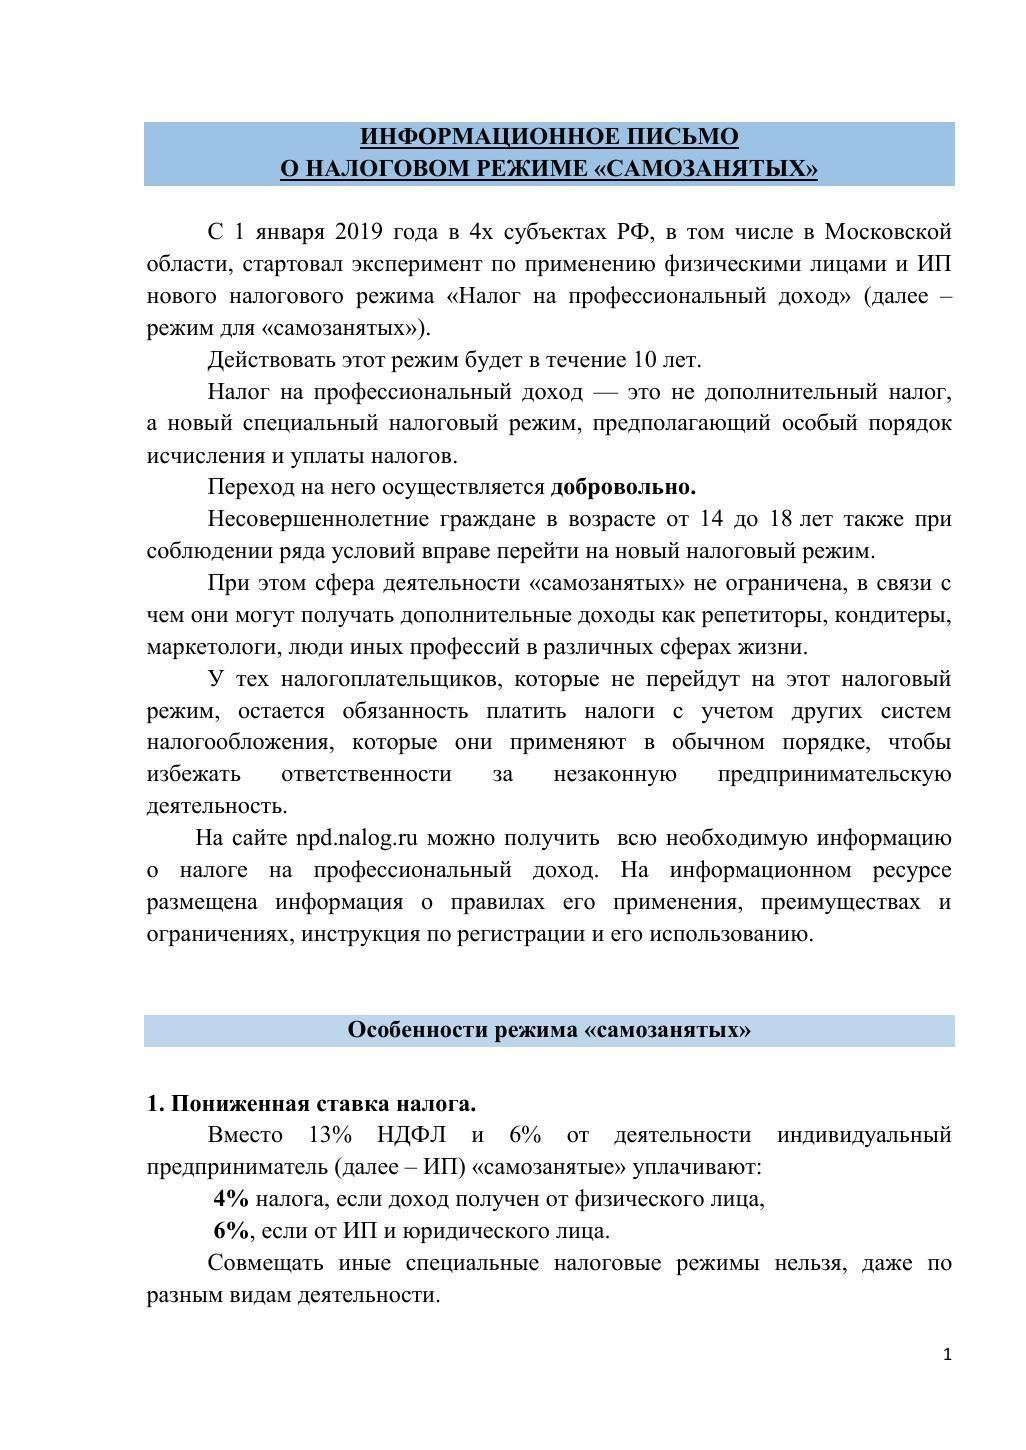 ИНФОРМАЦИОННОЕ ПИСЬМО
О НАЛОГОВОМ РЕЖИМЕ «САМОЗАНЯТЫХ»
С 1 января 2019 года в 4х субъектах РФ, в том числе в Московской
области, стартовал эксперимент по применению физическими лицами и ИП
нового налогового режима «Налог на профессиональный доход» (далее –
режим для «самозанятых»).
Действовать этот режим будет в течение 10 лет.
Налог на профессиональный доход — это не дополнительный налог,
а новый специальный налоговый режим, предполагающий особый порядок
исчисления и уплаты налогов.
Переход на него осуществляется добровольно.
Несовершеннолетние граждане в возрасте от 14 до 18 лет также при
соблюдении ряда условий вправе перейти на новый налоговый режим.
При этом сфера деятельности «самозанятых» не ограничена, в связи с
чем они могут получать дополнительные доходы как репетиторы, кондитеры,
маркетологи, люди иных профессий в различных сферах жизни.
У тех налогоплательщиков, которые не перейдут на этот налоговый
режим, остается обязанность платить налоги с учетом других систем
налогообложения, которые они применяют в обычном порядке, чтобы
избежать ответственности за незаконную предпринимательскую
деятельность.
На сайте npd.nalog.ru можно получить всю необходимую информацию
о налоге на профессиональный доход. На информационном ресурсе
размещена информация о правилах его применения, преимуществах и
ограничениях, инструкция по регистрации и его использованию.
Особенности режима «самозанятых»
1. Пониженная ставка налога.
Вместо 13% НДФЛ и 6% от деятельности индивидуальный
предприниматель (далее – ИП) «самозанятые» уплачивают:
4% налога, если доход получен от физического лица,
6%, если от ИП и юридического лица.
Совмещать иные специальные налоговые режимы нельзя, даже по
разным видам деятельности.
1